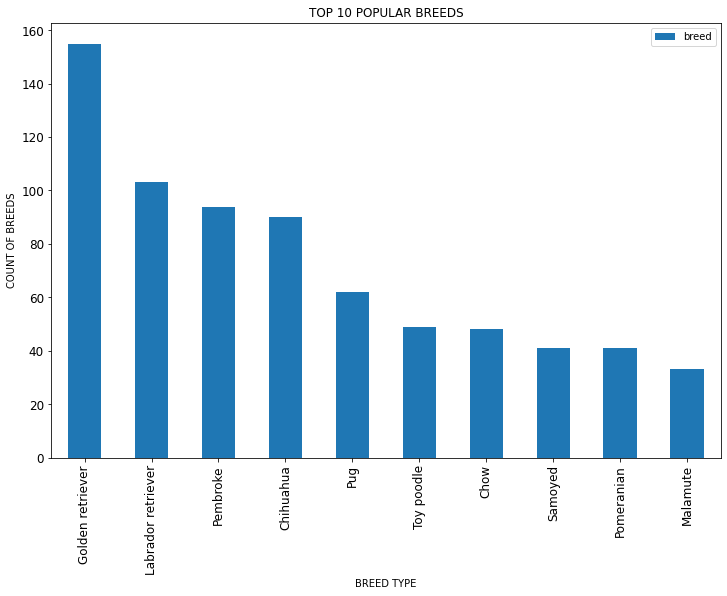 TOP 10 POPULAR BREEDS
breed
COUNT OF BREEDS
160
140
120
100
80
60
40
20
0
Golden retriever
Labrador retriever
Pembroke
Chihuahua
Pug
Toy poodle
Chow
Samoyed
Pomeranian
Malamute
BREED TYPE